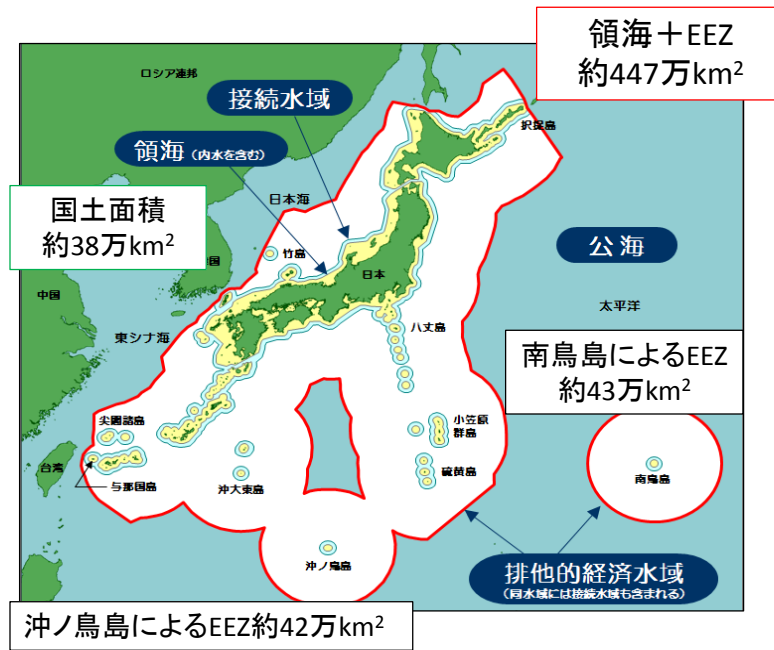 領海＋EEZ
約447万km²
ロシア連邦
接続水域
択捉島
領海（内水を含む）
日本海
国土面積
約38万km²
竹島
公海
国
日本
中国
太平洋
東シナ海
八丈島
南鳥島によるEEZ
約43万km²
尖閣諸島
小笠原
群島
台湾
与那国島
沖大東島
硫黄島
南鳥島
沖ノ鳥島
排他的経済水域
（同水域には接続水域も含まれる）
沖ノ鳥島によるEEZ約42万km²